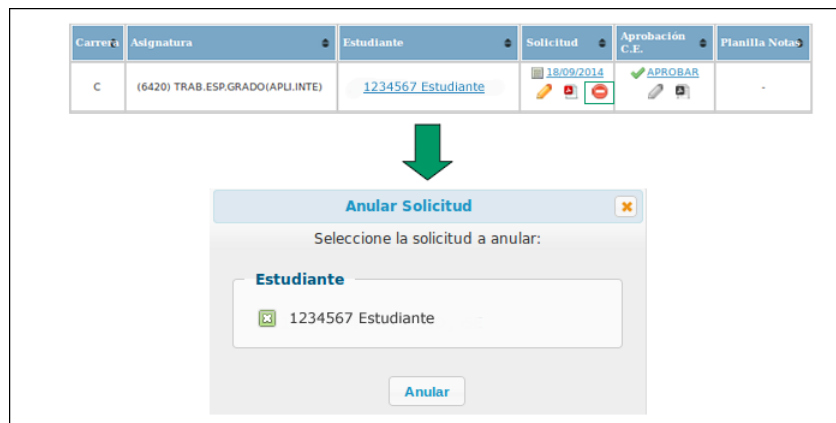 Carrera Asignatura Estudiante Solicitud Aprobación C.E. Planilla Notas
C (6420) TRAB.ESP.GRADO(APLI.INTE) 1234567 Estudiante 18/09/2014 APROBAR -
Anular Solicitud
Seleccione la solicitud a anular:
Estudiante
1234567 Estudiante
Anular